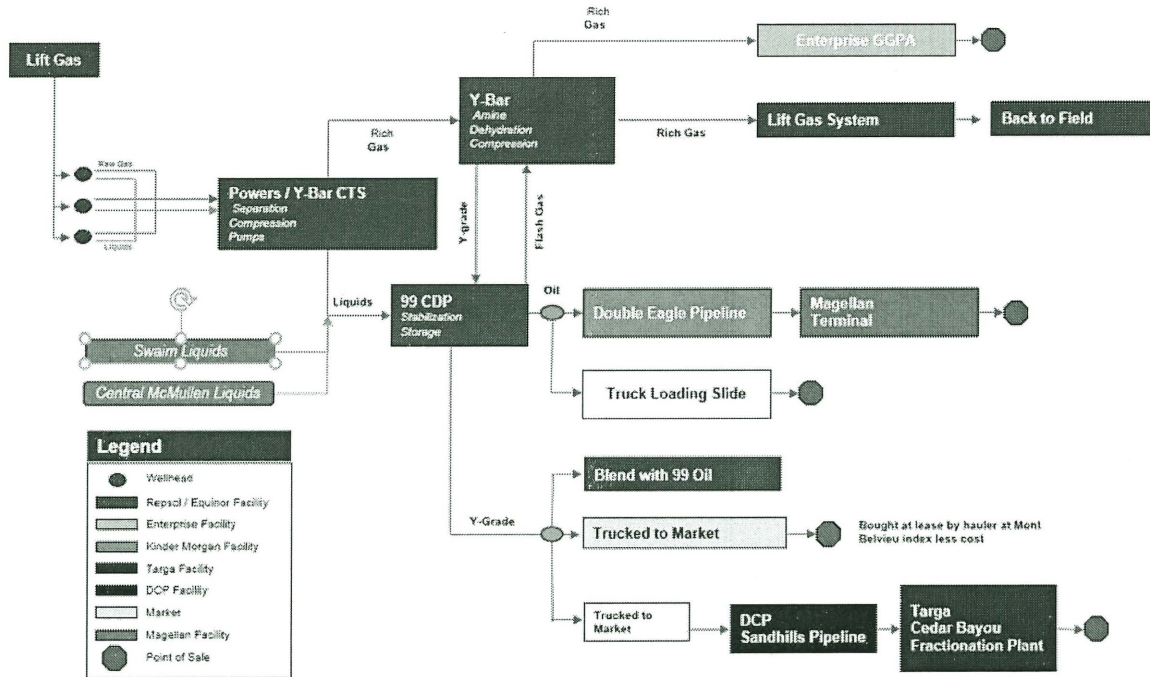 Rich
Gas
Enterprise GGPA
Lift Gas
Y-Bar
Amine
Dehydration
Compression
Rich
Gas
Rich Gas
Lift Gas System
Back to Field
Raw Gas
Liquids
Powers / Y-Bar CTS
Separation
Compression
Pumps
Y-grade
Flash Gas
Liquids
99 CDP
Stabilization
Storage
Oil
Double Eagle Pipeline
Magellan
Terminal
Swaim Liquids
Central McMullen Liquids
Truck Loading Slide
Legend
Wellhead
Repsol / Equinor Facility
Enterprise Facility
Kinder Morgan Facility
Targa Facility
DCP Facility
Market
Magellan Facility
Point of Sale
Y-Grade
Blend with 99 Oil
Trucked to Market
Bought at lease by hauler at Mont
Belvieu index less cost
Trucked to
Market
DCP
Sandhills Pipeline
Targa
Cedar Bayou
Fractionation Plant